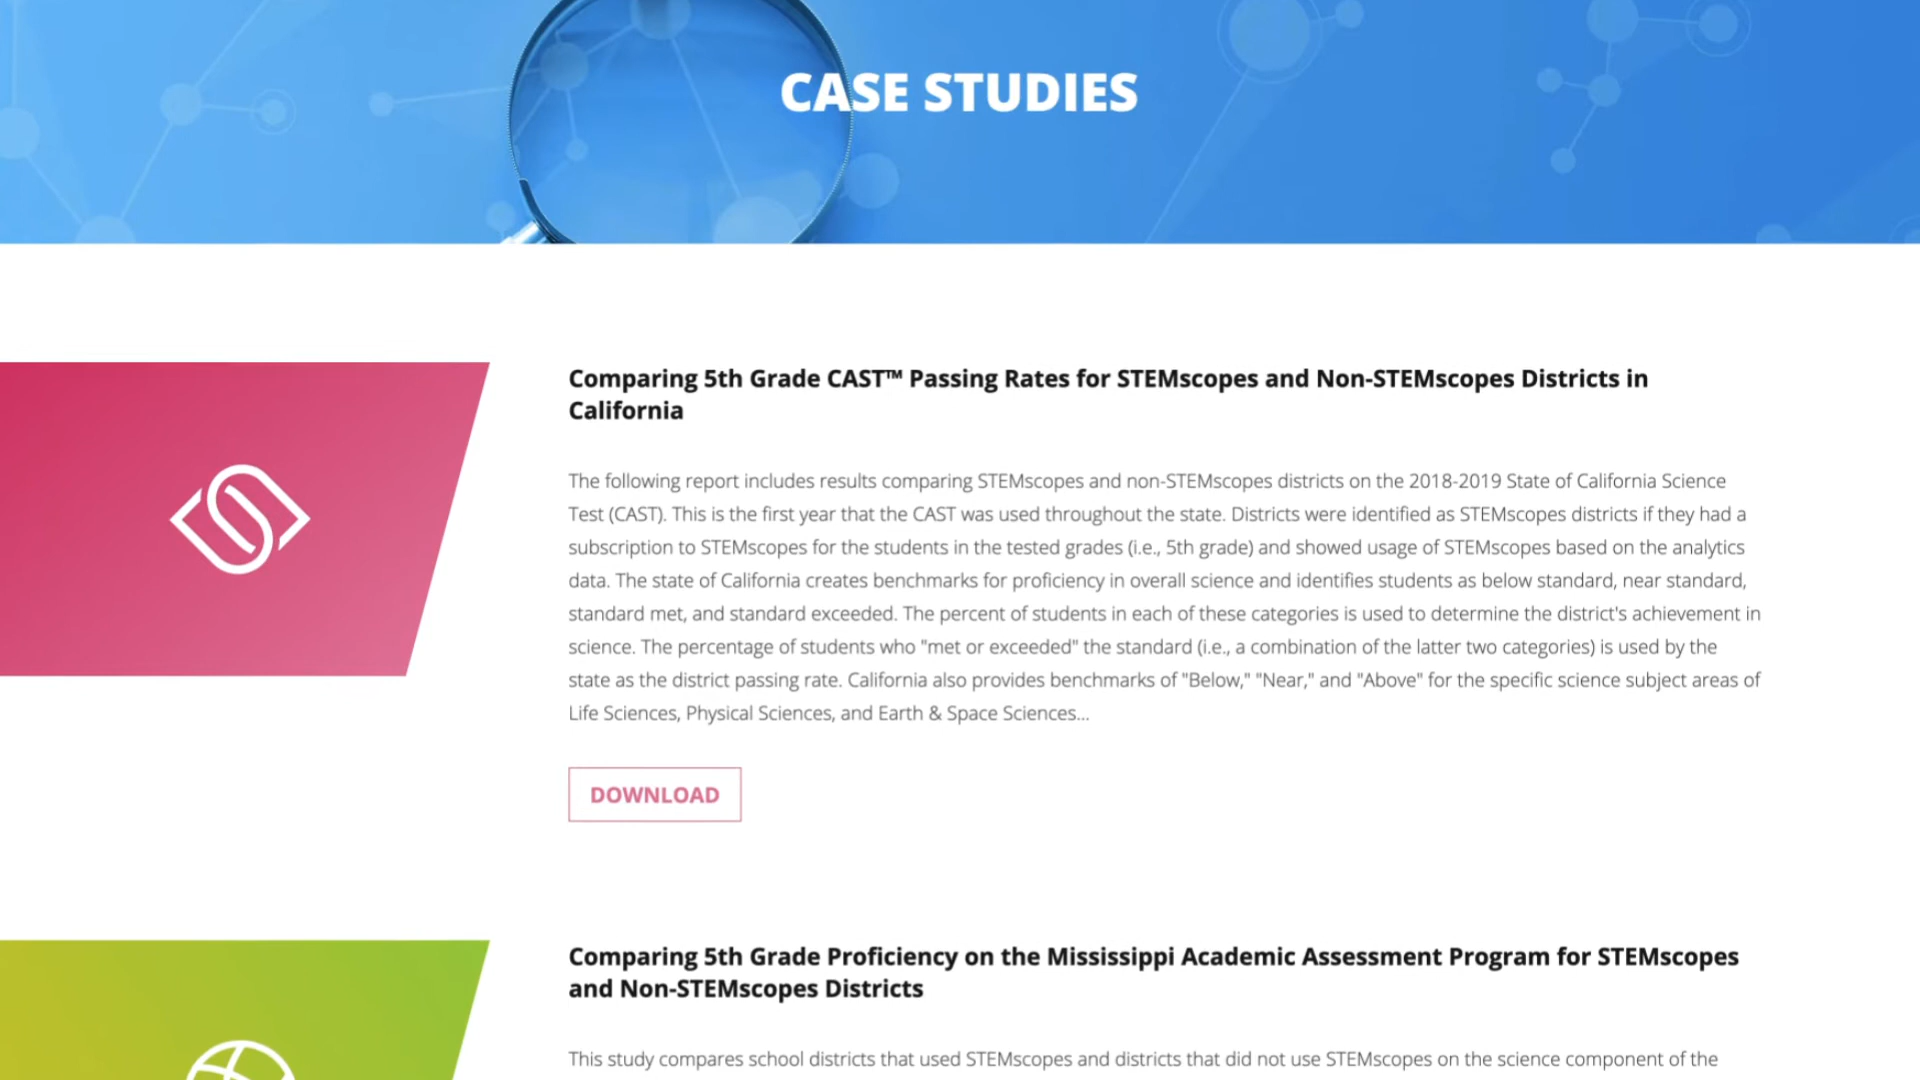 CASE STUDIES
Comparing 5th Grade CAST™ Passing Rates for STEMscopes and Non-STEMscopes Districts in
California
The following report includes results comparing STEMscopes and non-STEMscopes districts on the 2018-2019 State of California Science
Test (CAST). This is the first year that the CAST was used throughout the state. Districts were identified as STEMscopes districts if they had a
subscription to STEMscopes for the students in the tested grades (i.e., 5th grade) and showed usage of STEMscopes based on the analytics
data. The state of California creates benchmarks for proficiency in overall science and identifies students as below standard, near standard,
standard met, and standard exceeded. The percent of students in each of these categories is used to determine the district's achievement in
science. The percentage of students who "met or exceeded" the standard (i.e., a combination of the latter two categories) is used by the
state as the district passing rate. California also provides benchmarks of "Below," "Near," and "Above" for the specific science subject areas of
Life Sciences, Physical Sciences, and Earth & Space Sciences...
DOWNLOAD
Comparing 5th Grade Proficiency on the Mississippi Academic Assessment Program for STEMscopes
and Non-STEMscopes Districts
This study compares school districts that used STEMscopes and districts that did not use STEMscopes on the science component of the